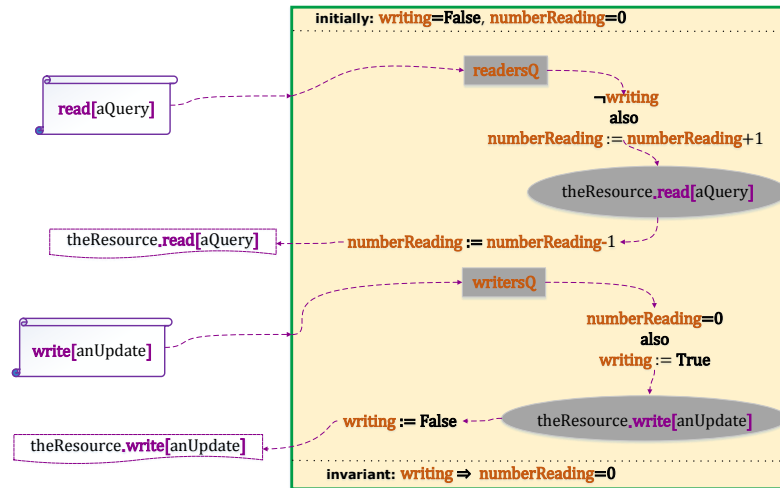 initially: writing=False, numberReading=0
readersQ
read[aQuery]
¬writing
also
numberReading := numberReading+1
theResource.read[aQuery]
theResource.read[aQuery]
numberReading := numberReading-1
writersQ
numberReading=0
also
write[anUpdate]
writing := True
writing := False
theResource.write[anUpdate]
theResource.write[anUpdate]
invariant: writing ⇒ numberReading=0